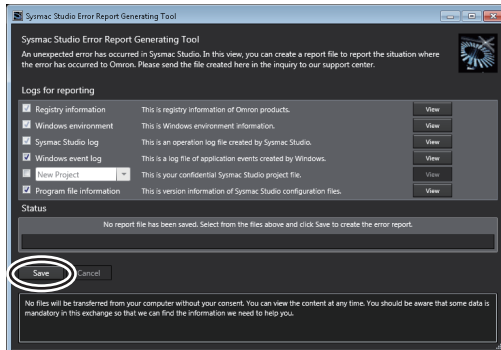 Sysmac Studio Error Report Generating Tool
Sysmac Studio Error Report Generating Tool
An unexpected error has occurred in Sysmac Studio. In this view, you can create a report file to report the situation where
the error has occurred to Omron. Please send the file created here in the inquiry to our support center.
Logs for reporting
Registry information This is registry information of Omron products. View
Windows environment This is Windows environment information. View
Sysmac Studio log This is an operation log file created by Sysmac Studio. View
Windows event log This is a log file of application events created by Windows. View
New Project This is your confidential Sysmac Studio project file. View
Program file information This is version information of Sysmac Studio configuration files. View
Status
No report file has been saved. Select from the files above and click Save to create the error report.
Save Cancel
No files will be transferred from your computer without your consent. You can view the content at any time. You should be aware that some data is
mandatory in this exchange so that we can find the information we need to help you.